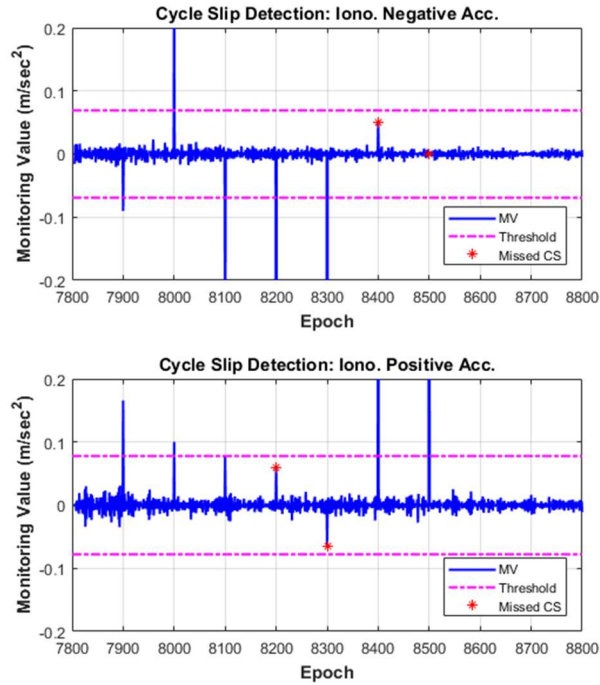 Cycle Slip Detection: Iono. Negative Acc.
Monitoring Value (m/sec²)
0.2
0.1
0
-0.1
-0.2
MV
Threshold
Missed CS
7800 7900 8000 8100 8200 8300 8400 8500 8600 8700 8800
Epoch
Cycle Slip Detection: Iono. Positive Acc.
Monitoring Value (m/sec²)
0.2
0.1
0
-0.1
-0.2
MV
Threshold
Missed CS
7800 7900 8000 8100 8200 8300 8400 8500 8600 8700 8800
Epoch